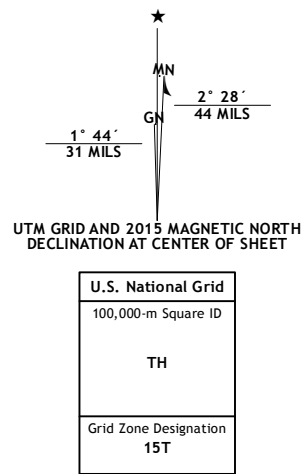 MN
GN
2° 28´
44 MILS
1° 44´
31 MILS
UTM GRID AND 2015 MAGNETIC NORTH
DECLINATION AT CENTER OF SHEET
U.S. National Grid
100,000-m Square ID
TH
Grid Zone Designation
15T